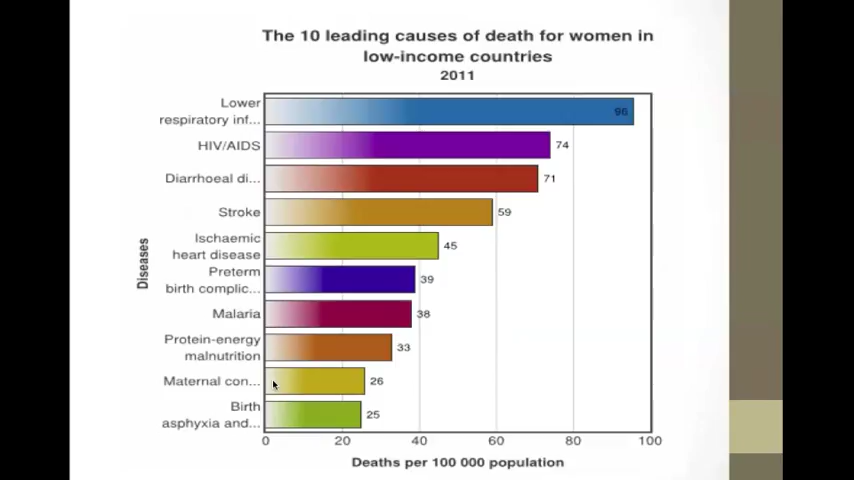 The 10 leading causes of death for women in
low-income countries
2011
Lower
respiratory inf...
96
HIV/AIDS
74
Diarrhoeal di...
71
Stroke
59
Ischaemic
heart disease
45
Preterm
birth complic...
39
Malaria
38
Protein-energy
malnutrition
33
Maternal con...
26
Birth
asphyxia and...
25
Diseases
0 20 40 60 80 100
Deaths per 100 000 population